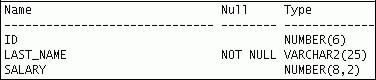 Name Null Type
ID NUMBER(6)
LAST_NAME NOT NULL VARCHAR2(25)
SALARY NUMBER(8,2)